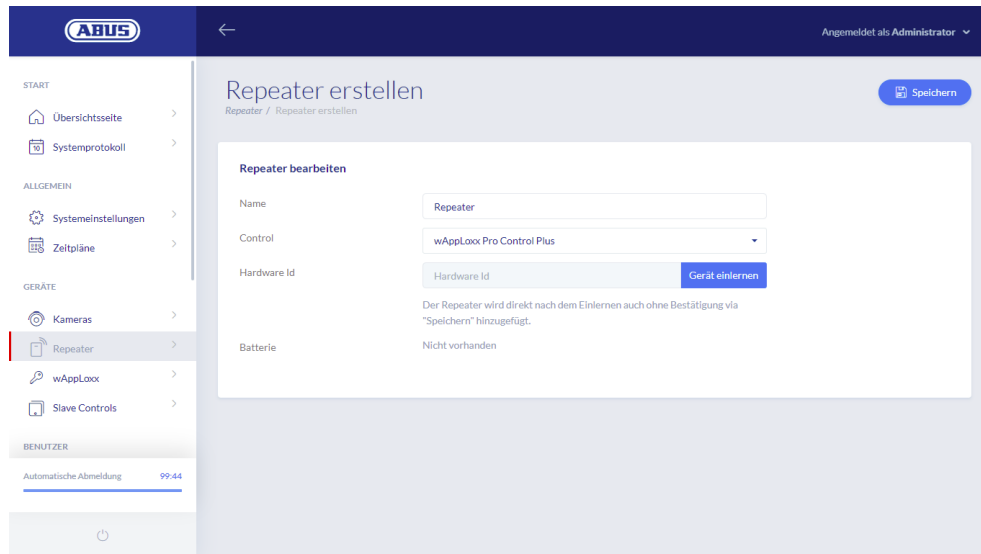 ABUS
Angemeldet als Administrator
START
Übersichtsseite
10
Systemprotokoll
ALLGEMEIN
Systemeinstellungen
Zeitpläne
GERÄTE
Kameras
Repeater
wAppLoxx
Slave Controls
BENUTZER
Automatische Abmeldung 99:44
Repeater erstellen
Repeater / Repeater erstellen
Speichern
Repeater bearbeiten
Name Repeater
Control wAppLoxx Pro Control Plus
Hardware Id Hardware Id Gerät einlernen
Der Repeater wird direkt nach dem Einlernen auch ohne Bestätigung via
"Speichern" hinzugefügt.
Batterie Nicht vorhanden